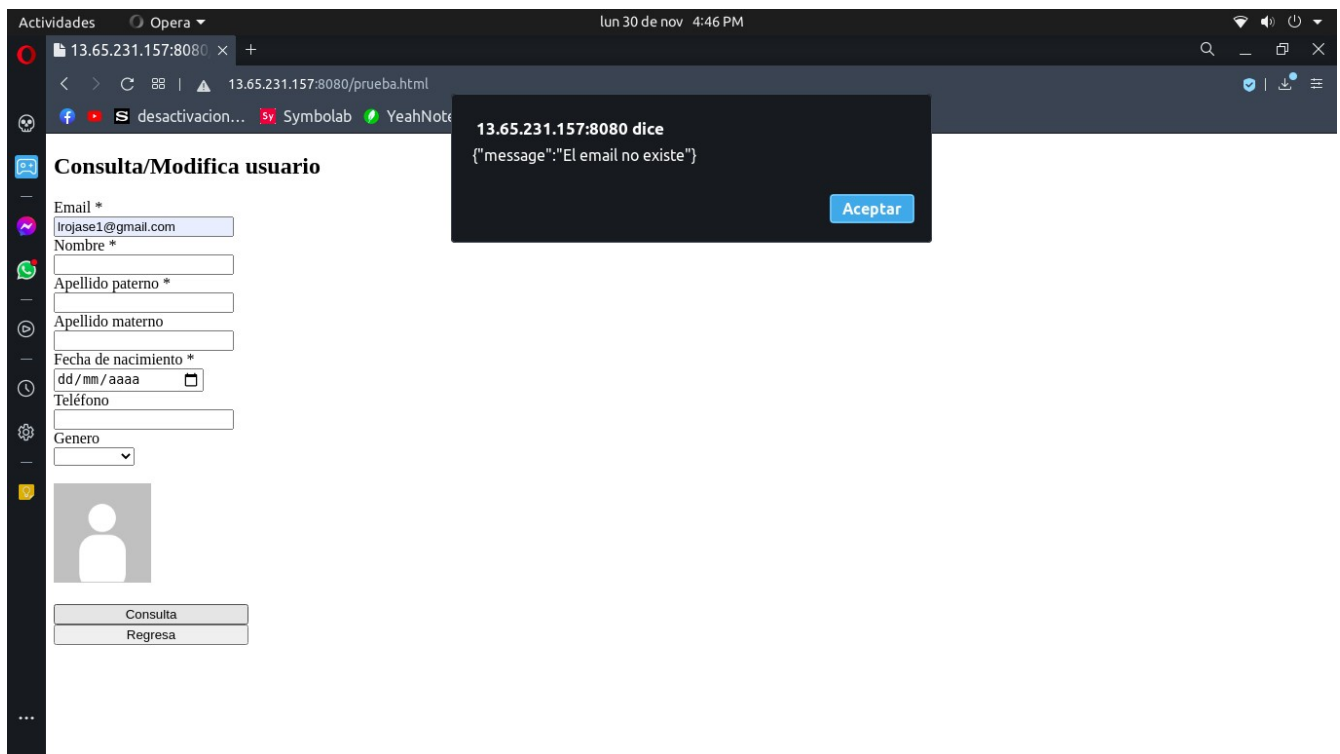 Actividades Opera lun 30 de nov 4:46 PM
13.65.231.157:8080
13.65.231.157:8080/prueba.html
S desactivacion... Sy Symbolab YeahNote
13.65.231.157:8080 dice
{"message":"El email no existe"}
Aceptar
Consulta/Modifica usuario
Email *
lrojase1@gmail.com
Nombre *
Apellido paterno *
Apellido materno
Fecha de nacimiento *
dd/mm/aaaa
Teléfono
Genero
Consulta
Regresa